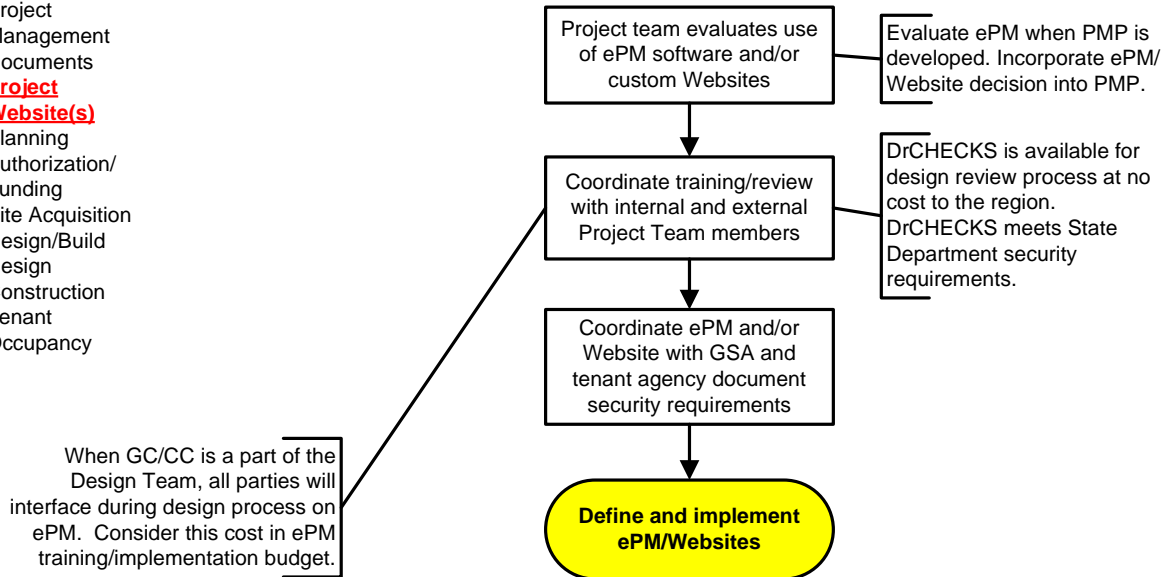 roject
anagement
ocuments
roject
ebsite(s)
lanning
uthorization/
unding
ite Acquisition
esign/Build
esign
onstruction
enant
ccupancy
Project team evaluates use
of ePM software and/or
custom Websites
Evaluate ePM when PMP is
developed. Incorporate ePM/
Website decision into PMP.
Coordinate training/review
with internal and external
Project Team members
DrCHECKS is available for
design review process at no
cost to the region.
DrCHECKS meets State
Department security
requirements.
Coordinate ePM and/or
Website with GSA and
tenant agency document
security requirements
When GC/CC is a part of the
Design Team, all parties will
interface during design process on
ePM.  Consider this cost in ePM
training/implementation budget.
Define and implement
ePM/Websites